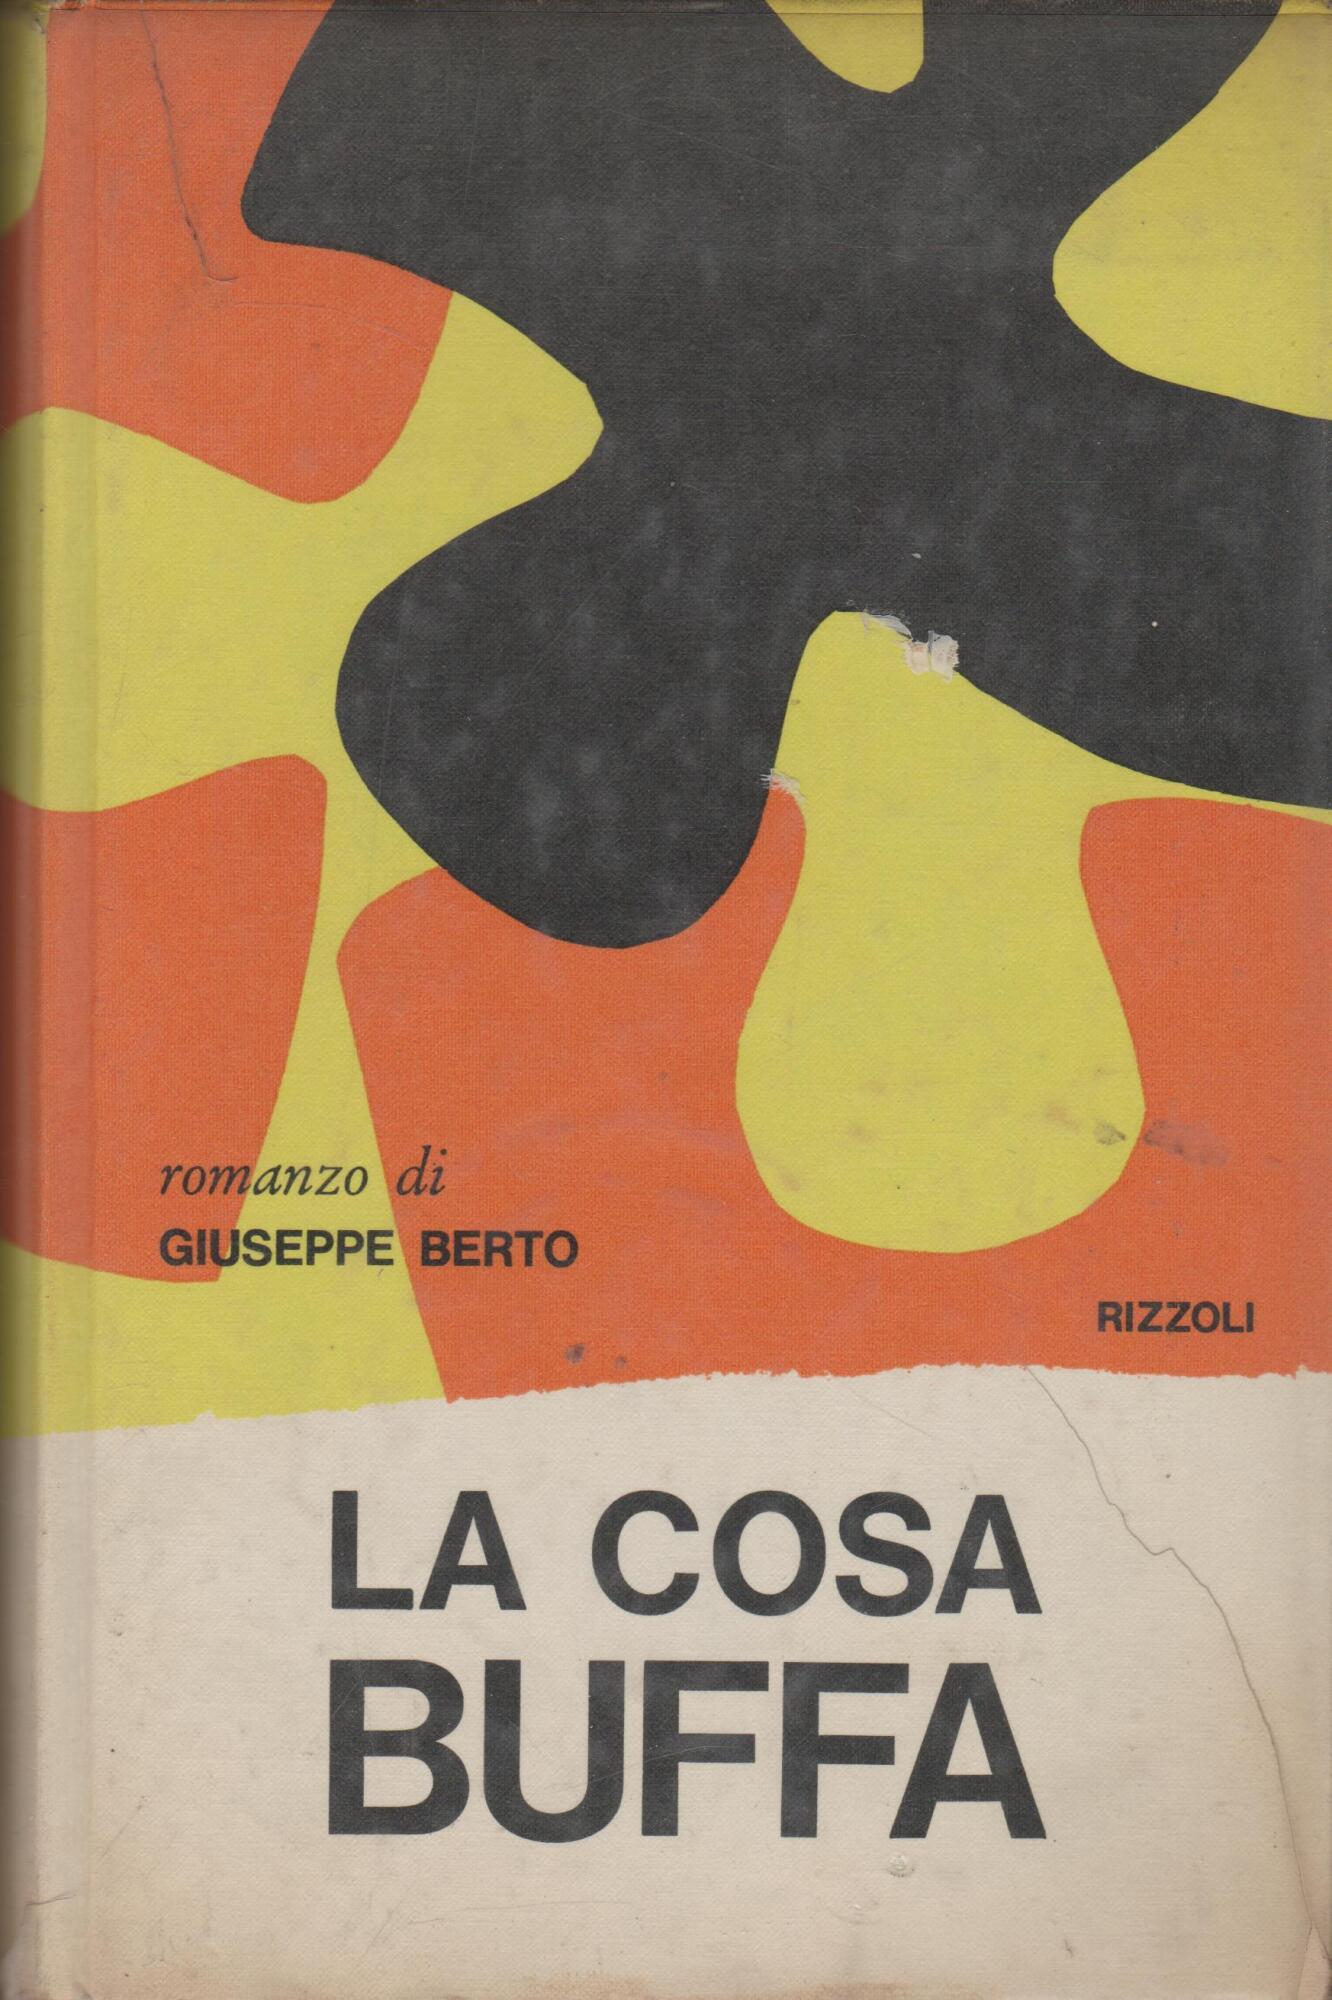 romanzo di
GIUSEPPE BERTO
RIZZOLI
LA COSA
BUFFA